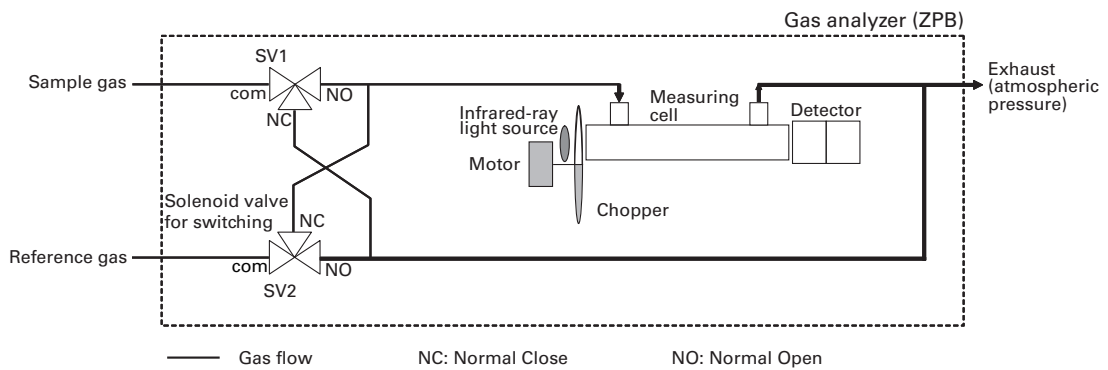 Gas analyzer (ZPB)
Sample gas
SV1
com
NO
NC
Exhaust
(atmospheric
pressure)
Infrared-ray
light source
Measuring
cell
Detector
Motor
Chopper
Solenoid valve
for switching
NC
Reference gas
com
NO
SV2
Gas flow
NC: Normal Close
NO: Normal Open